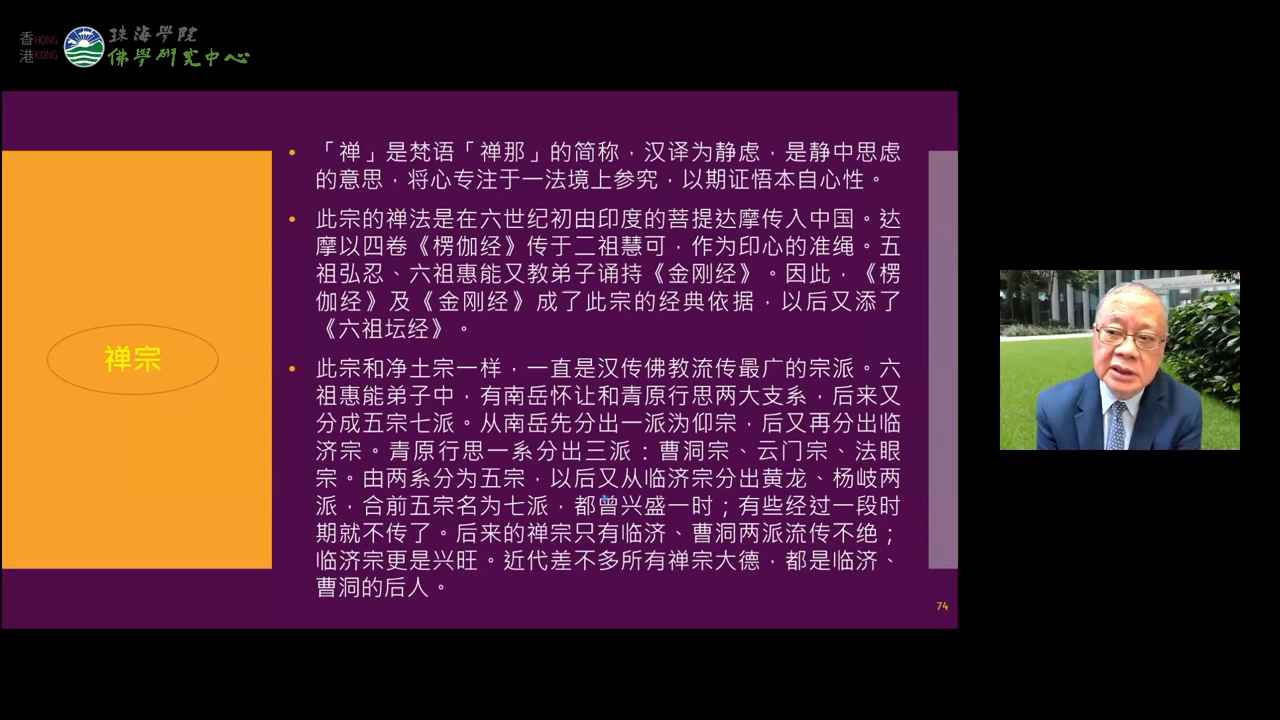 香港
HONG
KONG
珠海學院
佛學研究中心
禅宗
• 「禅」是梵语「禅那」的简称，汉译为静虑，是静中思虑
的意思，将心专注于一法境上参究，以期证悟本自心性。
• 此宗的禅法是在六世纪初由印度的菩提达摩传入中国。达
摩以四卷《楞伽经》传于二祖慧可，作为印心的准绳。五
祖弘忍、六祖惠能又教弟子诵持《金刚经》。因此，《楞
伽经》及《金刚经》成了此宗的经典依据，以后又添了
《六祖坛经》。
• 此宗和净土宗一样，一直是汉传佛教流传最广的宗派。六
祖惠能弟子中，有南岳怀让和青原行思两大支系，后来又
分成五宗七派。从南岳先分出一派沩仰宗，后又再分出临
济宗。青原行思一系分出三派：曹洞宗、云门宗、法眼
宗。由两系分为五宗，以后又从临济宗分出黄龙、杨岐两
派，合前五宗名为七派，都曾兴盛一时；有些经过一段时
期就不传了。后来的禅宗只有临济、曹洞两派流传不绝；
临济宗更是兴旺。近代差不多所有禅宗大德，都是临济、
曹洞的后人。
74